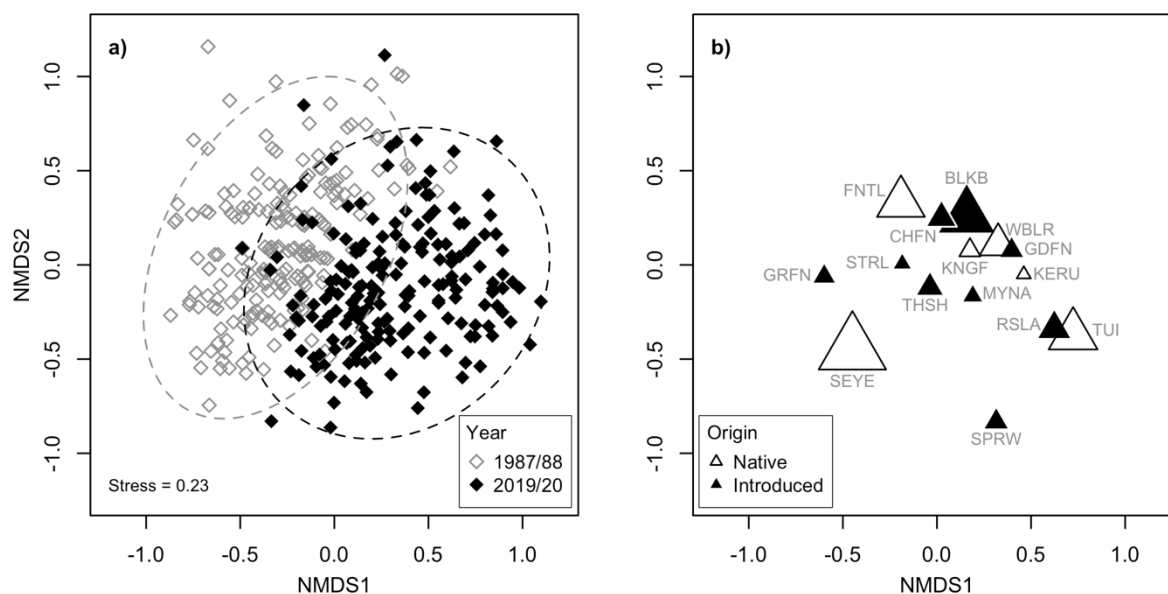 a)
1.0
0.5
0.0
-0.5
-1.0
NMDS2
Stress = 0.23
Year
1987/88
2019/20
-1.0 -0.5 0.0 0.5 1.0
NMDS1
b)
1.0
0.5
0.0
-0.5
-1.0
BLKB
FNTL
WBLR
CHFN
GDFN
KNGF
STRL
KERU
GRFN
MYNA
THSH
RSLA
TUI
SEYE
SPRW
Origin
Native
Introduced
-1.0 -0.5 0.0 0.5 1.0
NMDS1